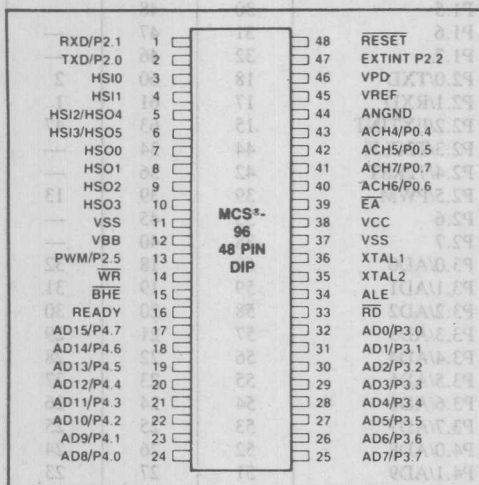 RXD/P2.1 1 48 RESET
TXD/P2.0 2 47 EXTINT P2.2
HSI0 3 46 VPD
HSI1 4 45 VREF
HSI2/HSO4 5 44 ANGND
HSI3/HSO5 6 43 ACH4/P0.4
HSO0 7 42 ACH5/P0.5
HSO1 8 41 ACH7/P0.7
HSO2 9 40 ACH6/P0.6
HSO3 10 39 EA
VSS 11 38 VCC
VBB 12 37 VSS
PWM/P2.5 13 36 XTAL1
WR 14 35 XTAL2
BHE 15 34 ALE
READY 16 33 RD
AD15/P4.7 17 32 AD0/P3.0
AD14/P4.6 18 31 AD1/P3.1
AD13/P4.5 19 30 AD2/P3.2
AD12/P4.4 20 29 AD3/P3.3
AD11/P4.3 21 28 AD4/P3.4
AD10/P4.2 22 27 AD5/P3.5
AD9/P4.1 23 26 AD6/P3.6
AD8/P4.0 24 25 AD7/P3.7
MCS®-
96
48 PIN
DIP